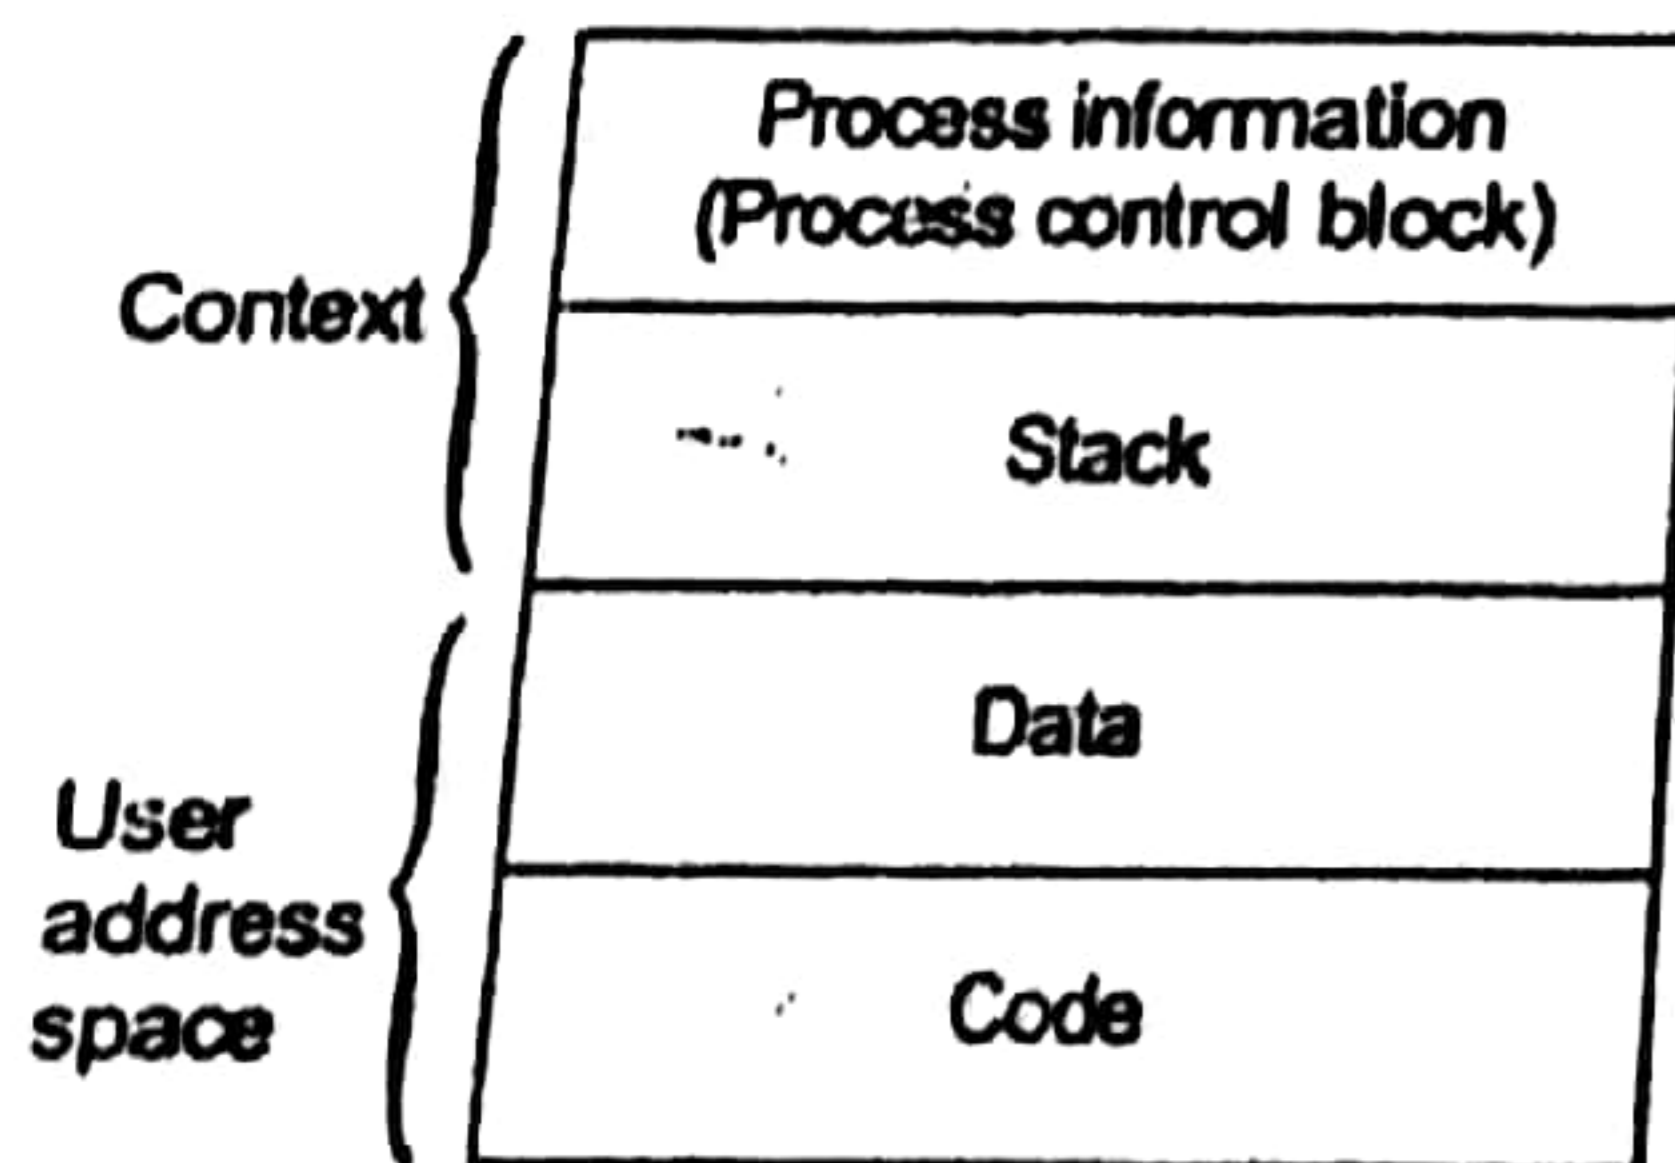 Process information
(Process control block)
Context
Stack
Data
User
address
space
Code